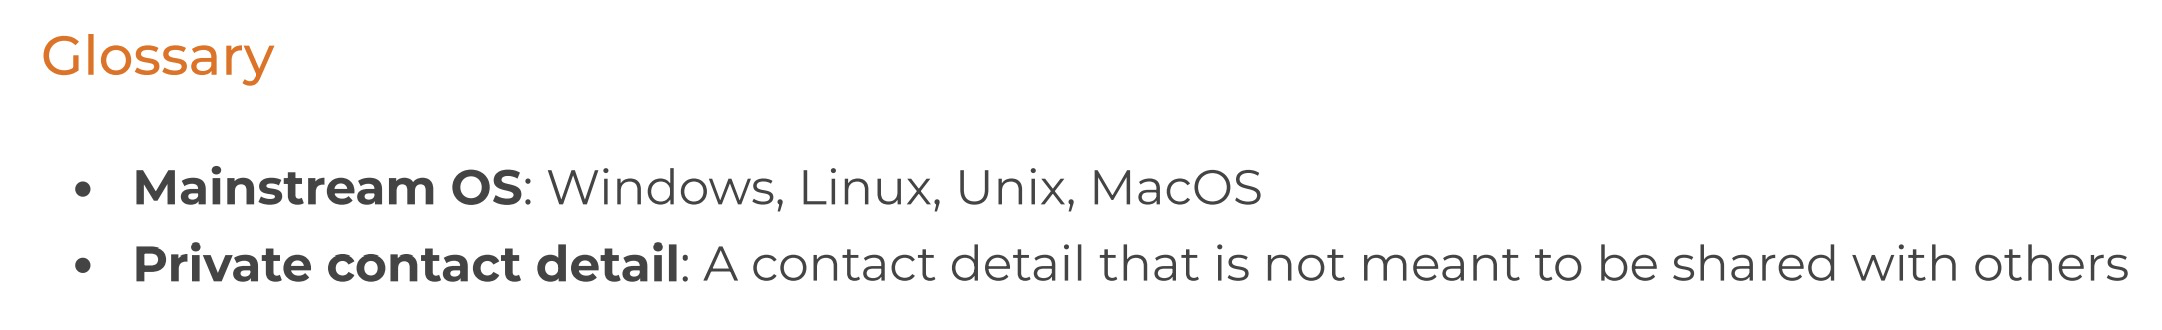 Glossary
• Mainstream OS: Windows, Linux, Unix, MacOS
• Private contact detail: A contact detail that is not meant to be shared with others